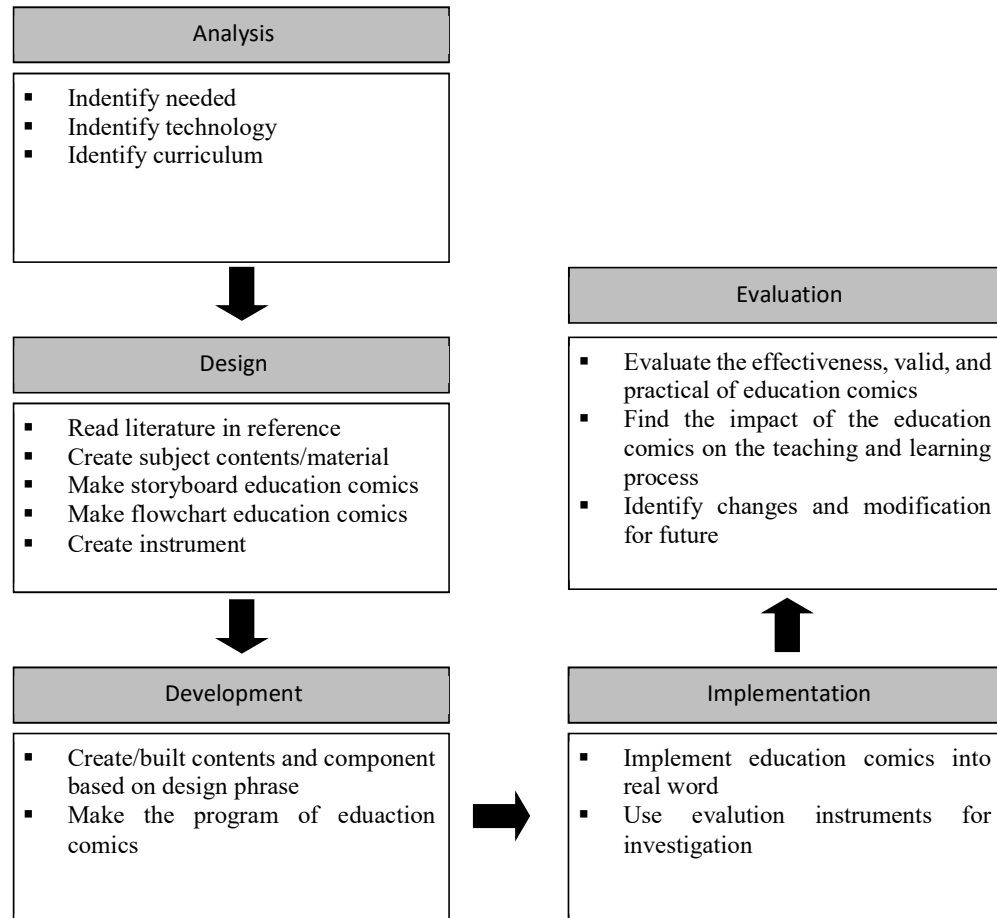 Analysis
▪ Indentify needed
▪ Indentify technology
▪ Identify curriculum
Design
▪ Read literature in reference
▪ Create subject contents/material
▪ Make storyboard education comics
▪ Make flowchart education comics
▪ Create instrument
Development
▪ Create/built contents and component
based on design phrase
▪ Make the program of eduaction
comics
Implementation
▪ Implement education comics into
real word
▪ Use evalution instruments for
investigation
Evaluation
▪ Evaluate the effectiveness, valid, and
practical of education comics
▪ Find the impact of the education
comics on the teaching and learning
process
▪ Identify changes and modification
for future